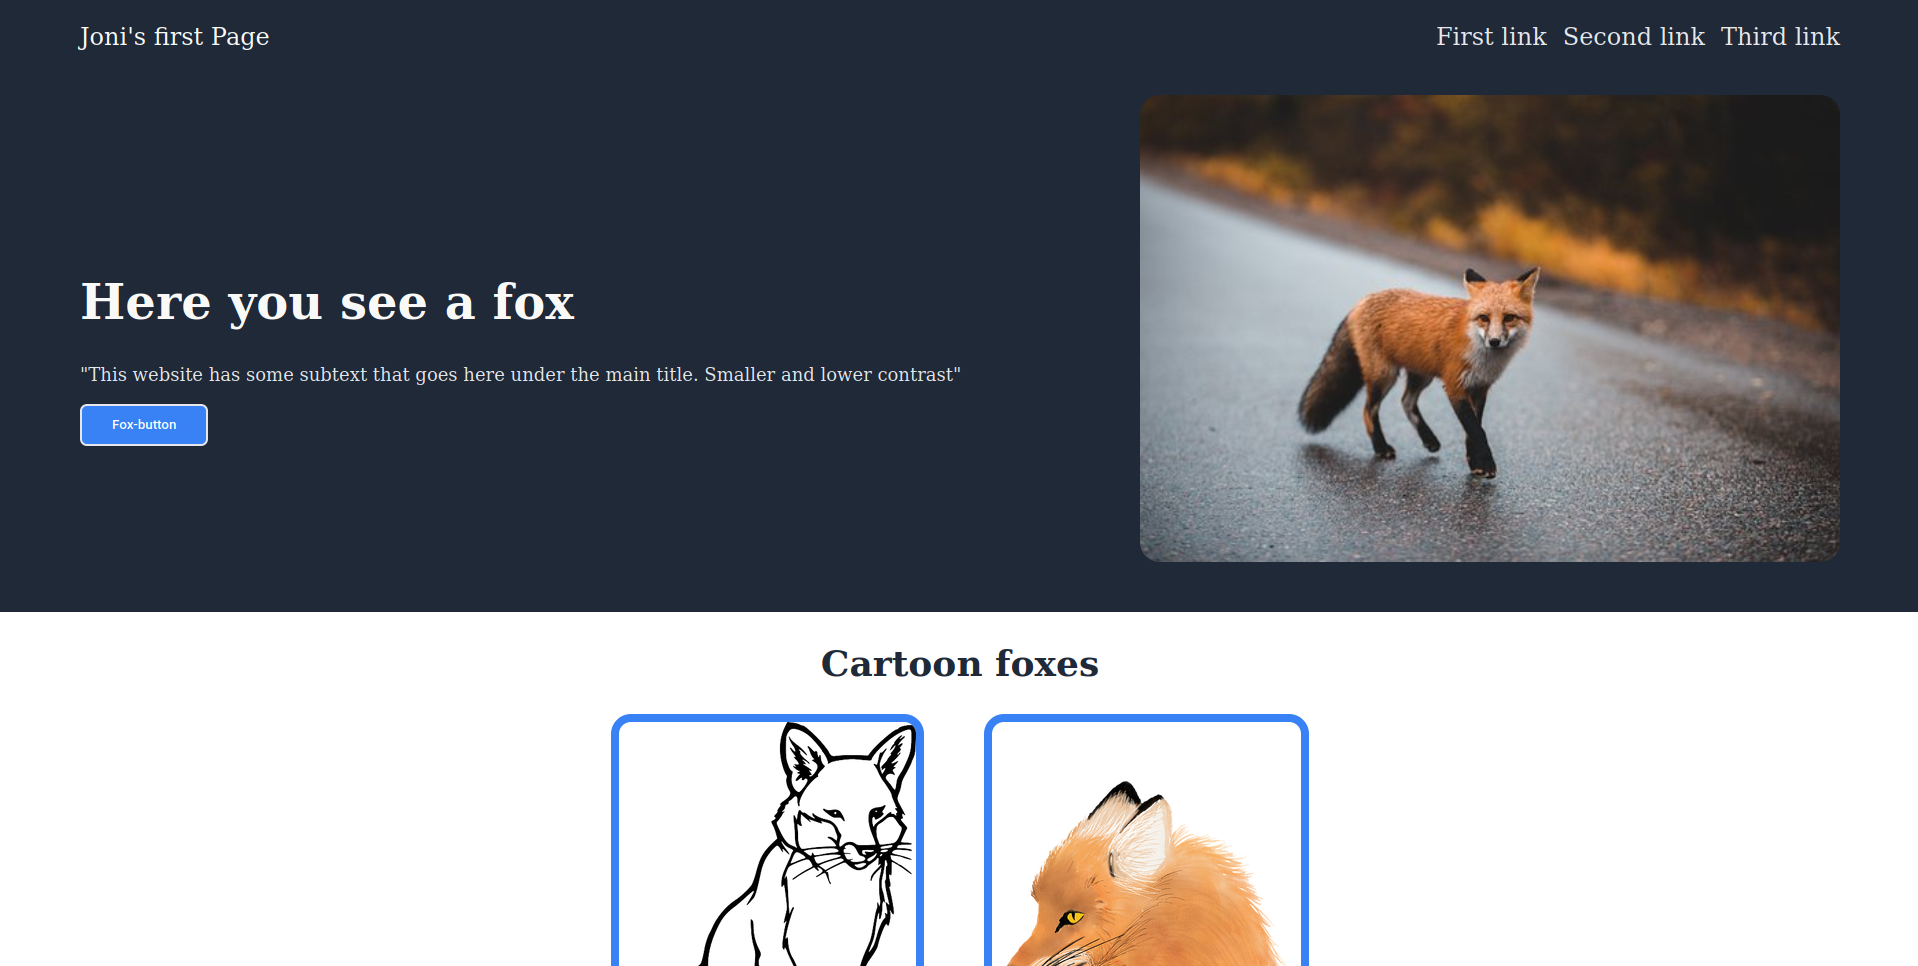 Joni's first Page
First link Second link Third link
Here you see a fox
"This website has some subtext that goes here under the main title. Smaller and lower contrast"
Fox-button
Cartoon foxes